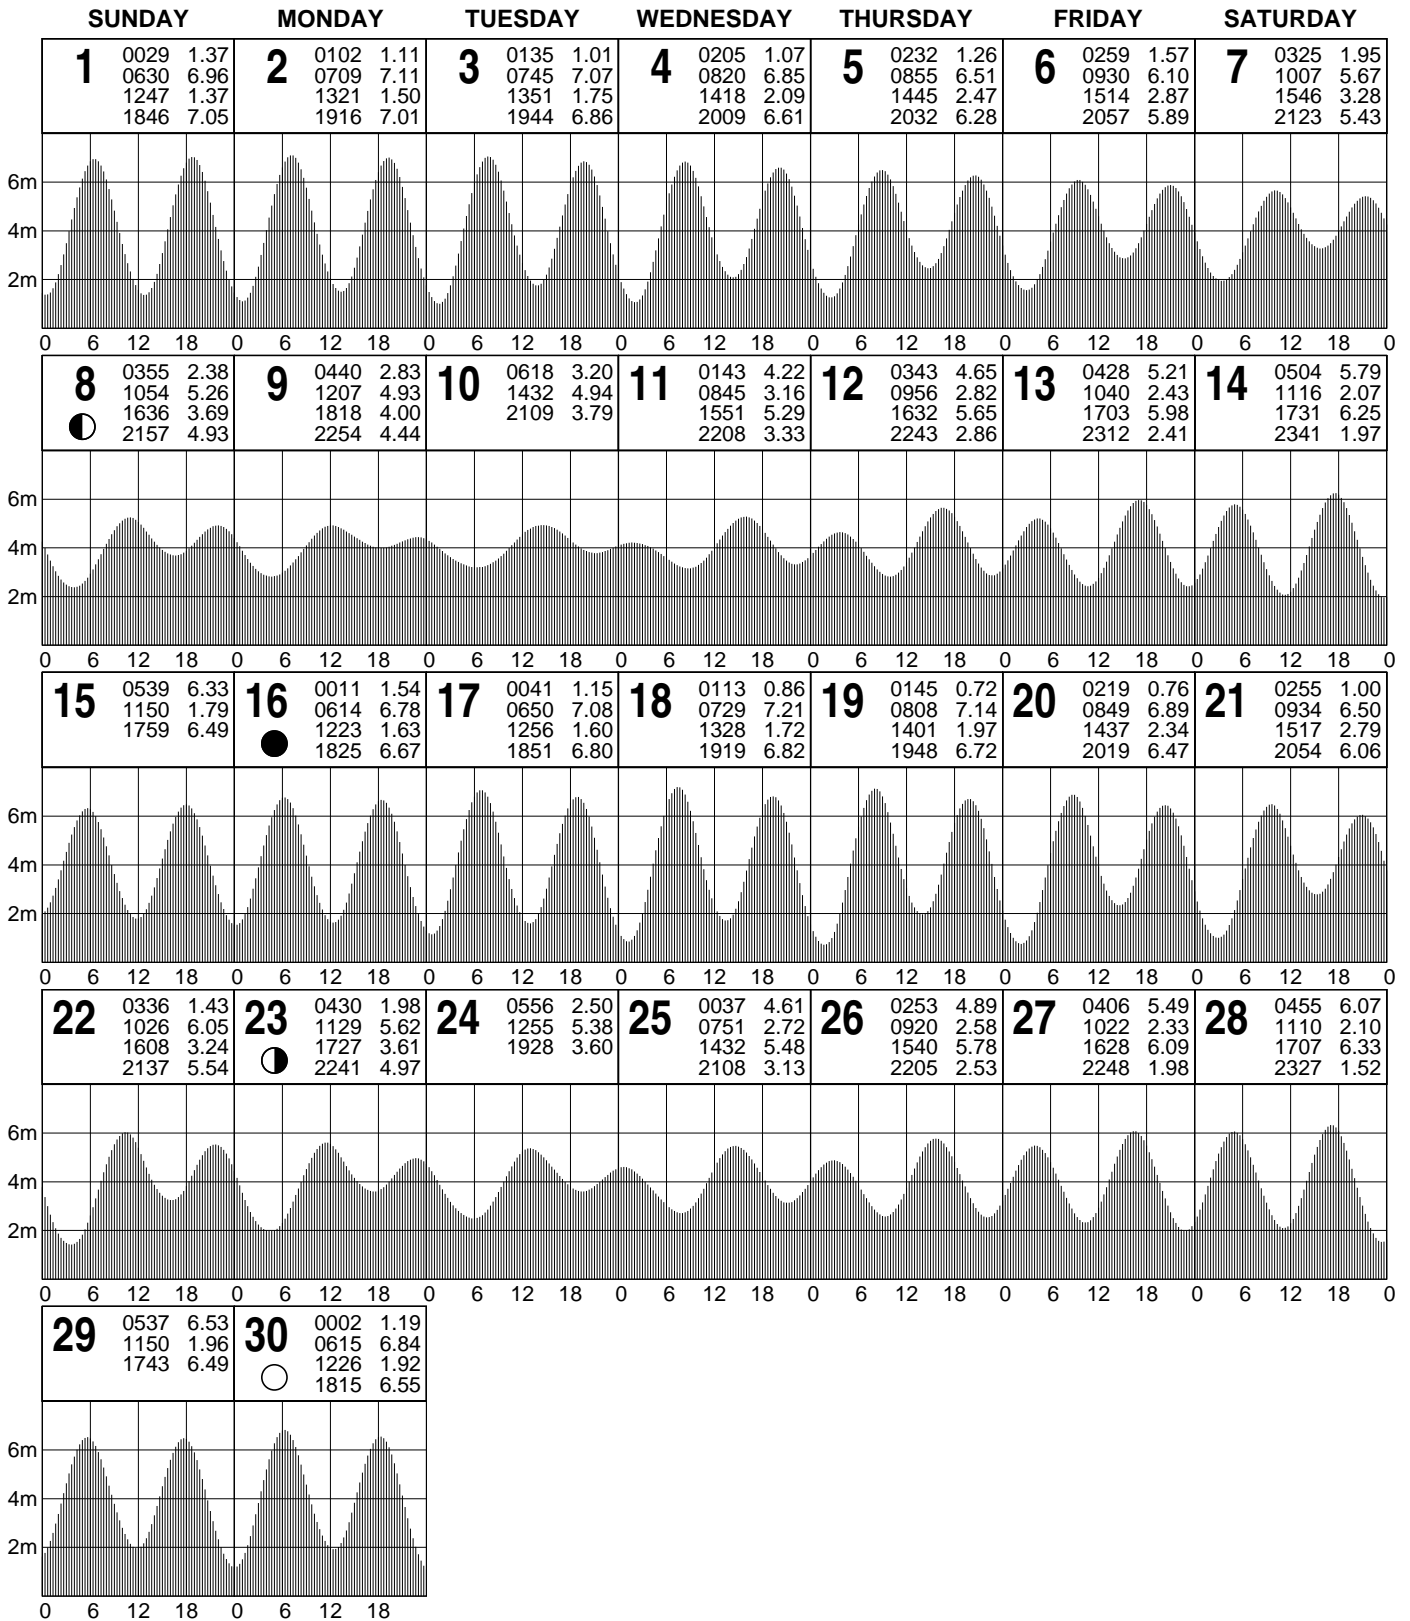 SUNDAY MONDAY TUESDAY WEDNESDAY THURSDAY FRIDAY SATURDAY
1 0029 1.37
0630 6.96
1247 1.37
1846 7.05
2 0102 1.11
0709 7.11
1321 1.50
1916 7.01
3 0135 1.01
0745 7.07
1351 1.75
1944 6.86
4 0205 1.07
0820 6.85
1418 2.09
2009 6.61
5 0232 1.26
0855 6.51
1445 2.47
2032 6.28
6 0259 1.57
0930 6.10
1514 2.87
2057 5.89
7 0325 1.95
1007 5.67
1546 3.28
2123 5.43
6m
4m
2m
0 6 12 18 0 6 12 18 0 6 12 18 0 6 12 18 0 6 12 18 0 6 12 18 0 6 12 18 0
8 0355 2.38
1054 5.26
1636 3.69
2157 4.93
9 0440 2.83
1207 4.93
1818 4.00
2254 4.44
10 0618 3.20
1432 4.94
2109 3.79
11 0143 4.22
0845 3.16
1551 5.29
2208 3.33
12 0343 4.65
0956 2.82
1632 5.65
2243 2.86
13 0428 5.21
1040 2.43
1703 5.98
2312 2.41
14 0504 5.79
1116 2.07
1731 6.25
2341 1.97
6m
4m
2m
0 6 12 18 0 6 12 18 0 6 12 18 0 6 12 18 0 6 12 18 0 6 12 18 0 6 12 18 0
15 0539 6.33
1150 1.79
1759 6.49
16 0011 1.54
0614 6.78
1223 1.63
1825 6.67
17 0041 1.15
0650 7.08
1256 1.60
1851 6.80
18 0113 0.86
0729 7.21
1328 1.72
1919 6.82
19 0145 0.72
0808 7.14
1401 1.97
1948 6.72
20 0219 0.76
0849 6.89
1437 2.34
2019 6.47
21 0255 1.00
0934 6.50
1517 2.79
2054 6.06
6m
4m
2m
0 6 12 18 0 6 12 18 0 6 12 18 0 6 12 18 0 6 12 18 0 6 12 18 0 6 12 18 0
22 0336 1.43
1026 6.05
1608 3.24
2137 5.54
23 0430 1.98
1129 5.62
1727 3.61
2241 4.97
24 0556 2.50
1255 5.38
1928 3.60
25 0037 4.61
0751 2.72
1432 5.48
2108 3.13
26 0253 4.89
0920 2.58
1540 5.78
2205 2.53
27 0406 5.49
1022 2.33
1628 6.09
2248 1.98
28 0455 6.07
1110 2.10
1707 6.33
2327 1.52
6m
4m
2m
0 6 12 18 0 6 12 18 0 6 12 18 0 6 12 18 0 6 12 18 0 6 12 18 0 6 12 18 0
29 0537 6.53
1150 1.96
1743 6.49
30 0002 1.19
0615 6.84
1226 1.92
1815 6.55
6m
4m
2m
0 6 12 18 0 6 12 18